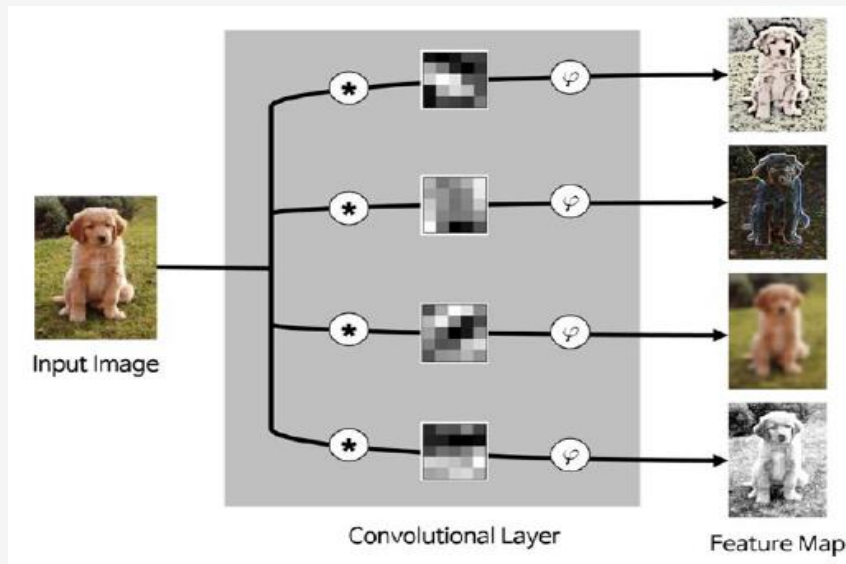 *
φ
*
φ
Input Image
*
φ
*
φ
Convolutional Layer
Feature Map